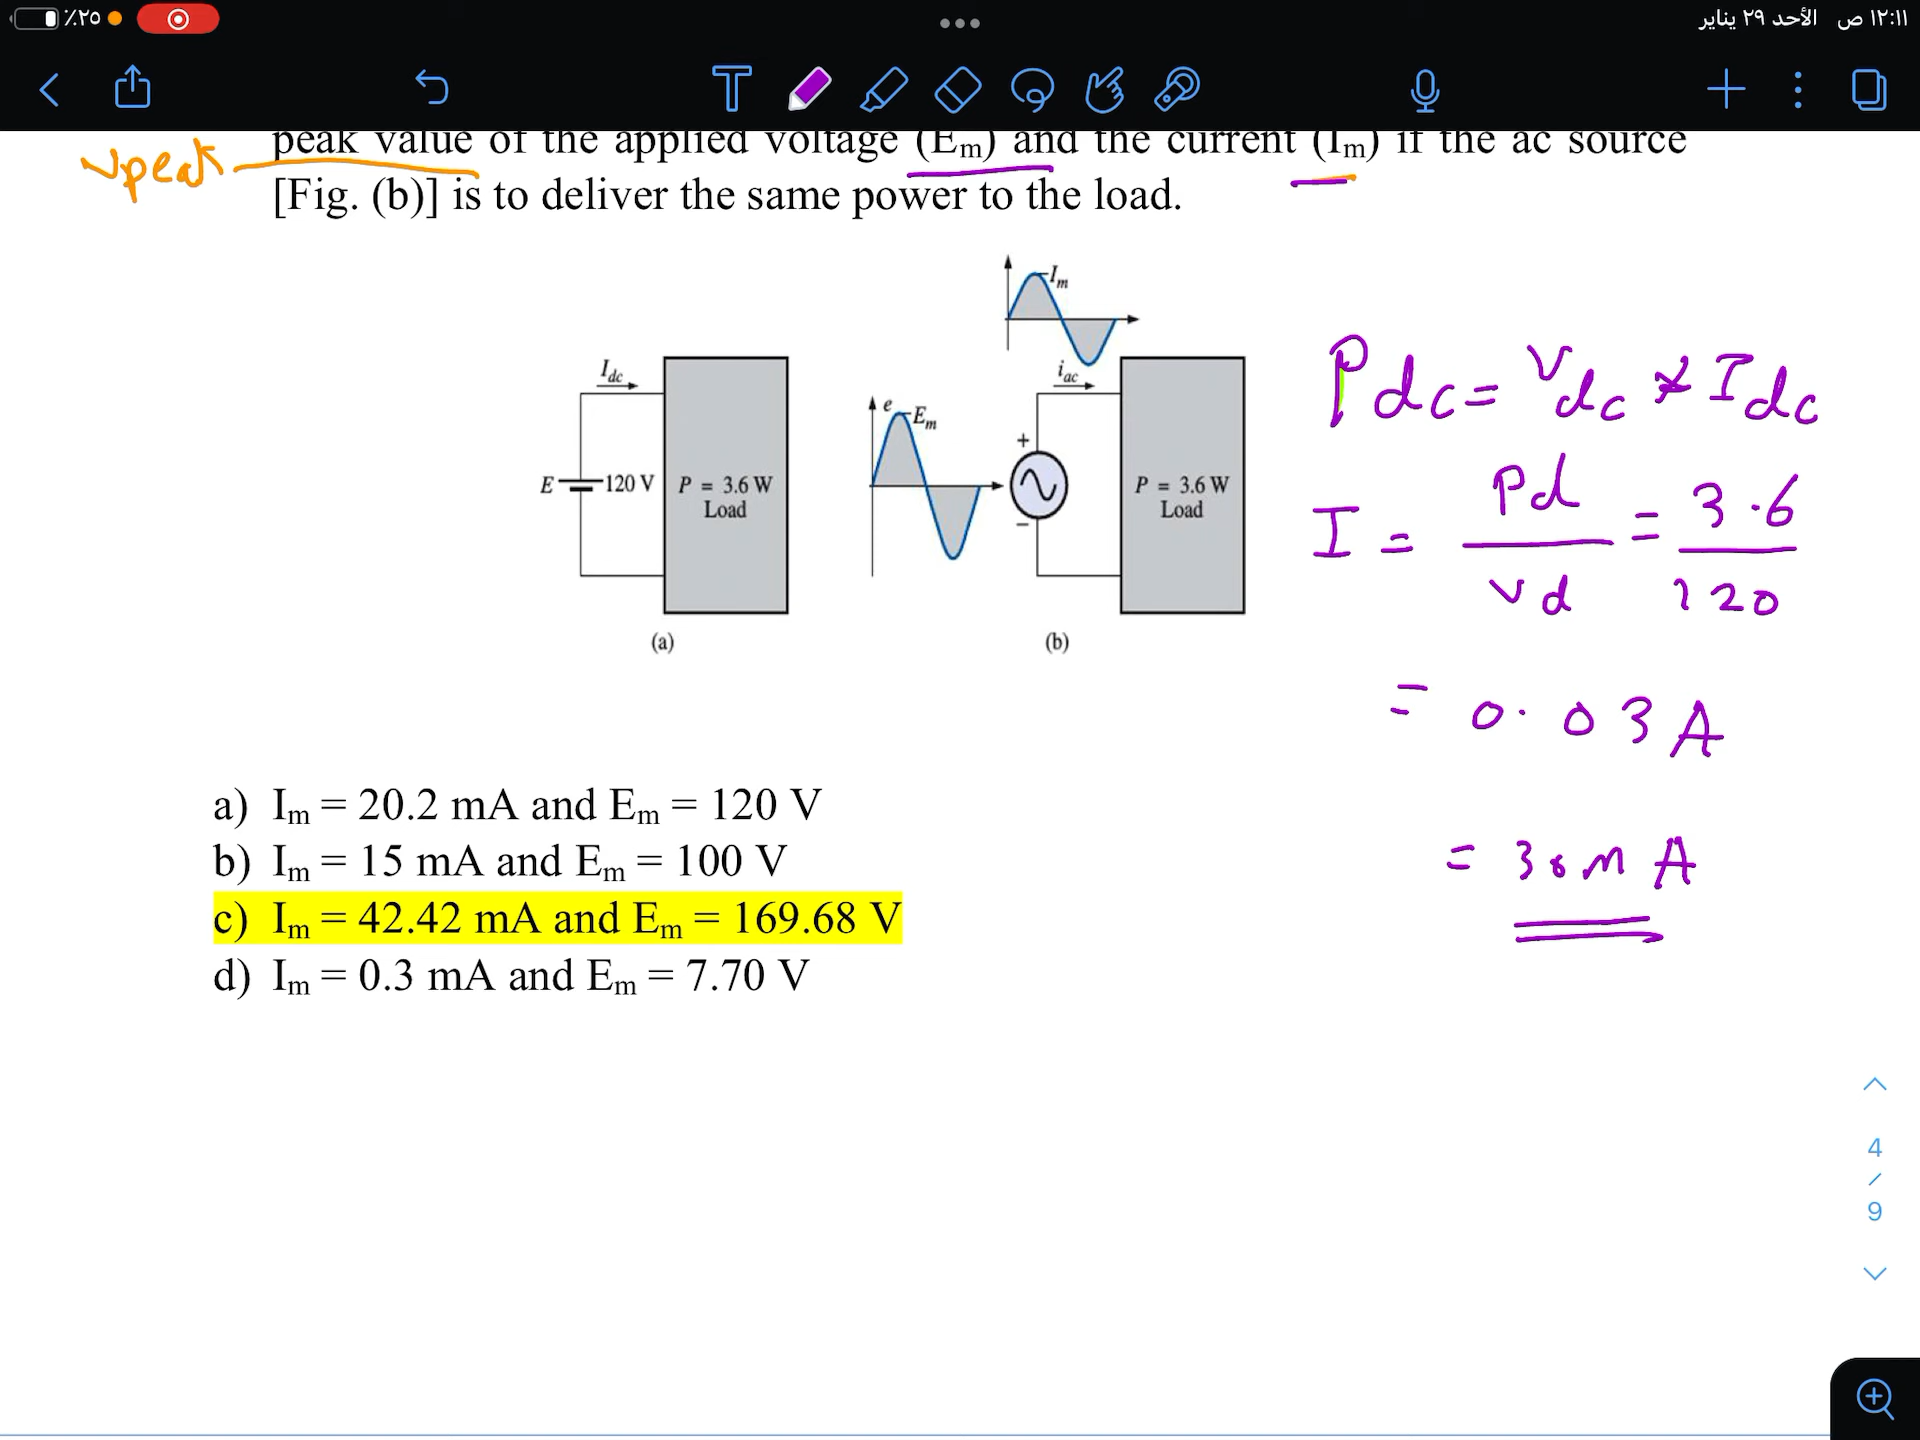 ٪٢٥
١٢:١١ ص الأحد ٢٩ يناير
peak value of the applied voltage (Em) and the current (Im) if the ac source
Vpeak
[Fig. (b)] is to deliver the same power to the load.
Im
Idc
iac
e
Em
+
E
120 V
P = 3.6 W
Load
P = 3.6 W
Load
−
(a)
(b)
Pdc = Vdc * Idc
I = Pd / Vd = 3.6 / 120
= 0.03 A
= 30 m A
a) Im = 20.2 mA and Em = 120 V
b) Im = 15 mA and Em = 100 V
c) Im = 42.42 mA and Em = 169.68 V
d) Im = 0.3 mA and Em = 7.70 V
4
/
9